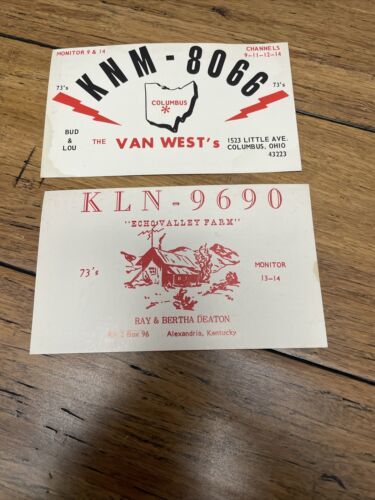 MONITOR 9 & 14
CHANNELS
9-11-12-14
KNM-8066
73's
73's
COLUMBUS
*
BUD
&
LOU
THE VAN WEST's
1523 LITTLE AVE.
COLUMBUS, OHIO
43223
KLN-9690
"ECHO VALLEY FARM"
73's
MONITOR
13-14
RAY & BERTHA DEATON
Box 96 Alexandria, Kentucky